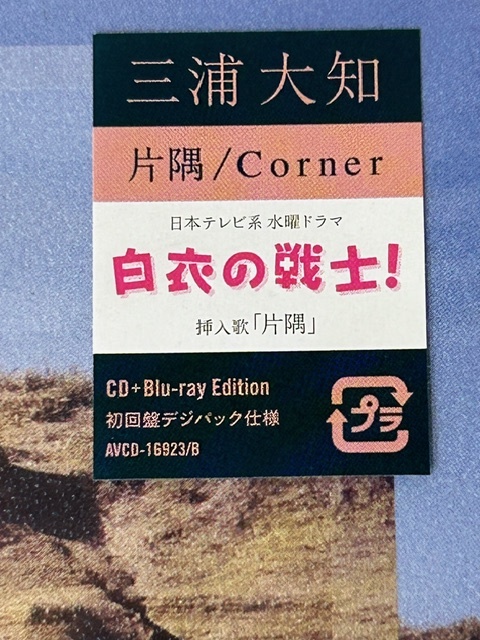 三浦大知
片隅/Corner
日本テレビ系 水曜ドラマ
白衣の戦士!
挿入歌「片隅」
CD+Blu-ray Edition
初回盤デジパック仕様
AVCD-16923/B
プラ